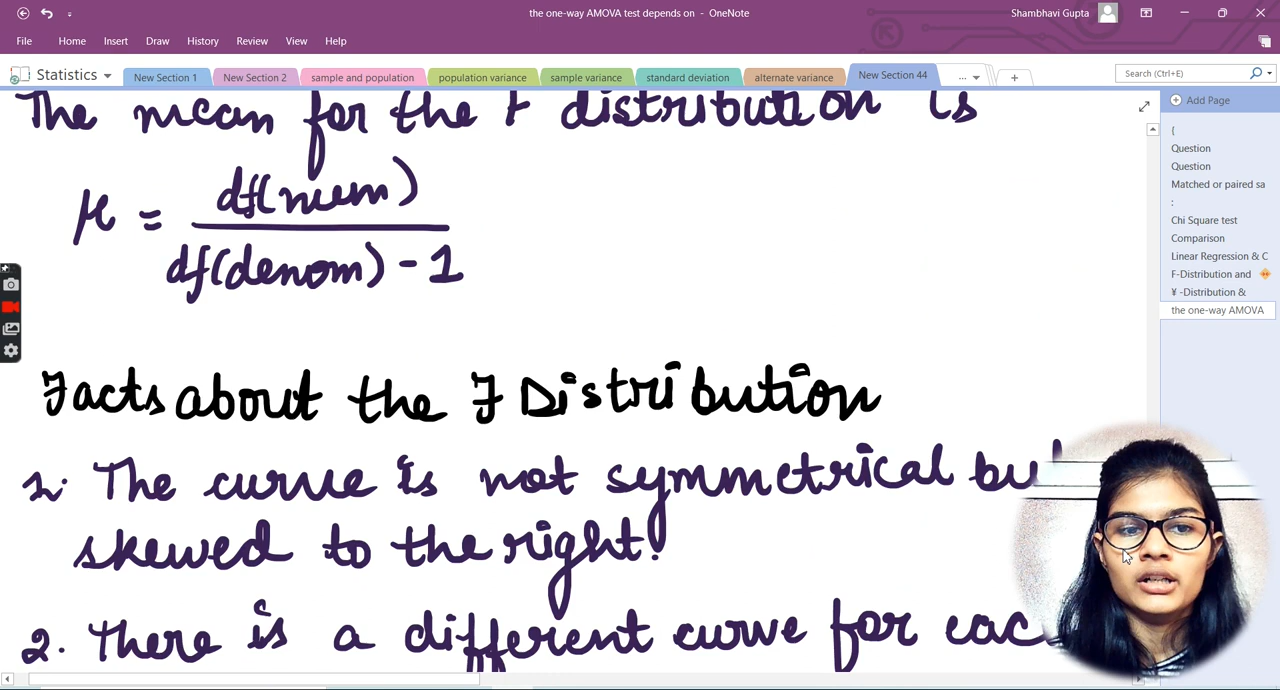 the one-way AMOVA test depends on - OneNote
Shambhavi Gupta
File Home Insert Draw History Review View Help
Statistics
New Section 1
New Section 2
sample and population
population variance
sample variance
standard deviation
alternate variance
New Section 44
...
Search (Ctrl+E)
Add Page
{
Question
Question
Matched or paired sa
:
Chi Square test
Comparison
Linear Regression & C
F-Distribution and
¥ -Distribution &
the one-way AMOVA
The mean for the F distribution is
μ = df(num)
df(denom) - 1
Facts about the F Distribution
1. The curve is not symmetrical but
skewed to the right.
2. There is a different curve for eac